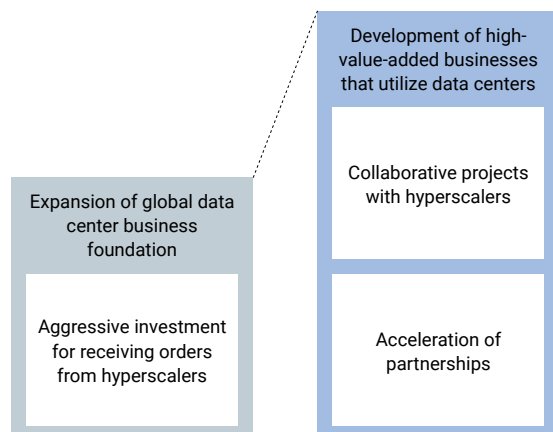 Expansion of global data
center business
foundation
Aggressive investment
for receiving orders
from hyperscalers
Development of high-
value-added businesses
that utilize data centers
Collaborative projects
with hyperscalers
Acceleration of
partnerships